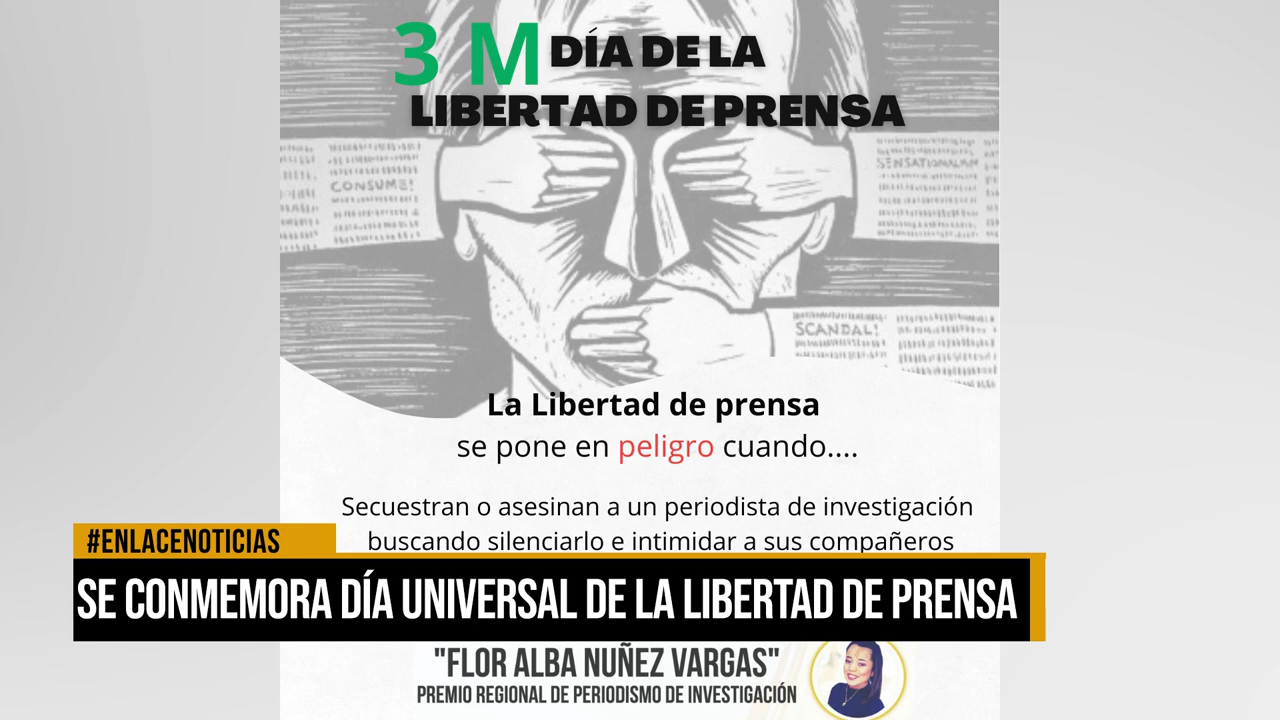 3 M DÍA DE LA
LIBERTAD DE PRENSA
CONSUME!
SENSATIONALISM
SCANDAL!
La Libertad de prensa
se pone en peligro cuando....
Secuestran o asesinan a un periodista de investigación
buscando silenciarlo e intimidar a sus compañeros
#ENLACENOTICIAS
SE CONMEMORA DÍA UNIVERSAL DE LA LIBERTAD DE PRENSA
"FLOR ALBA NUÑEZ VARGAS"
PREMIO REGIONAL DE PERIODISMO DE INVESTIGACIÓN